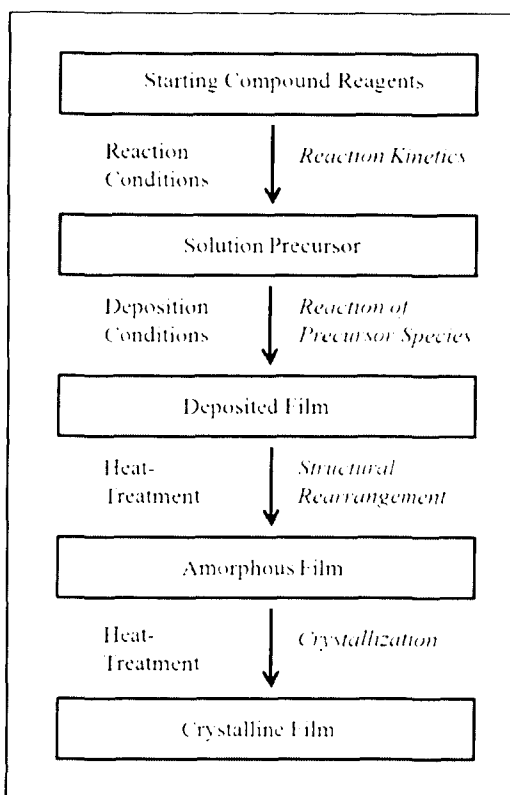 Starting Compound Reagents
Reaction
Conditions
Reaction Kinetics
Solution Precursor
Deposition
Conditions
Reaction of
Precursor Species
Deposited Film
Heat-
Treatment
Structural
Rearrangement
Amorphous Film
Heat-
Treatment
Crystallization
Crystalline Film